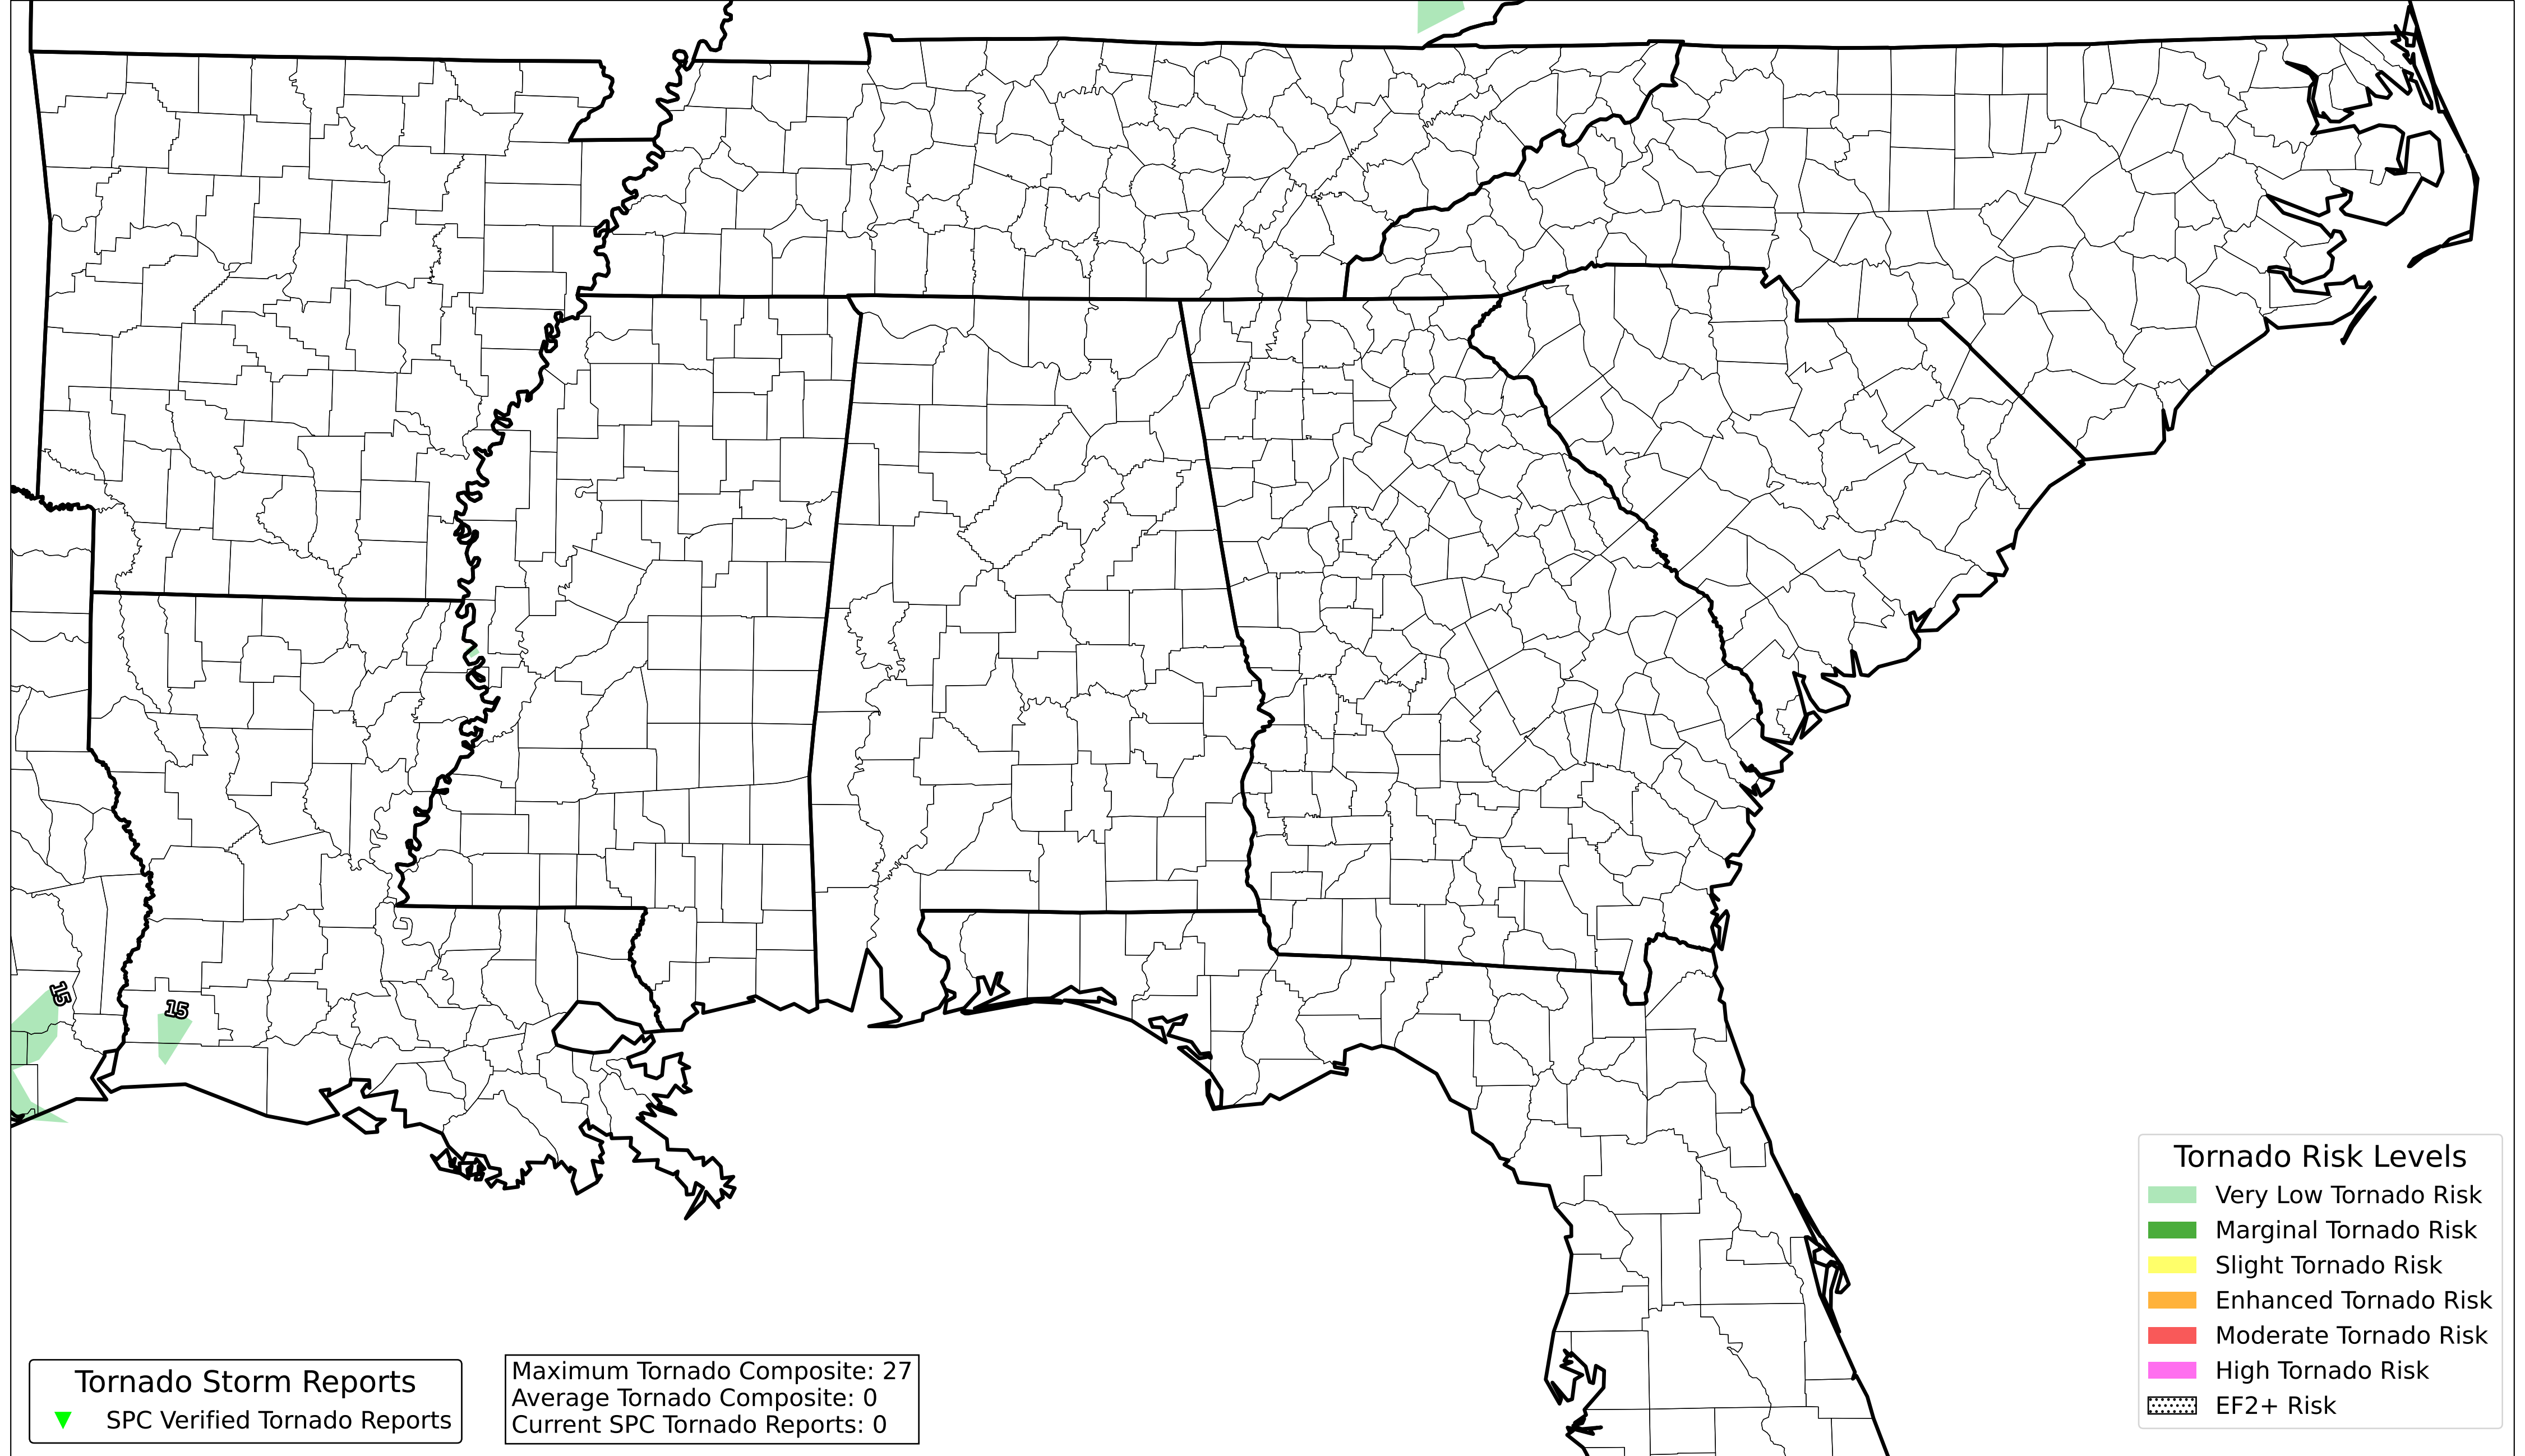 15
15
Tornado Storm Reports
SPC Verified Tornado Reports
Maximum Tornado Composite: 27
Average Tornado Composite: 0
Current SPC Tornado Reports: 0
Tornado Risk Levels
Very Low Tornado Risk
Marginal Tornado Risk
Slight Tornado Risk
Enhanced Tornado Risk
Moderate Tornado Risk
High Tornado Risk
EF2+ Risk